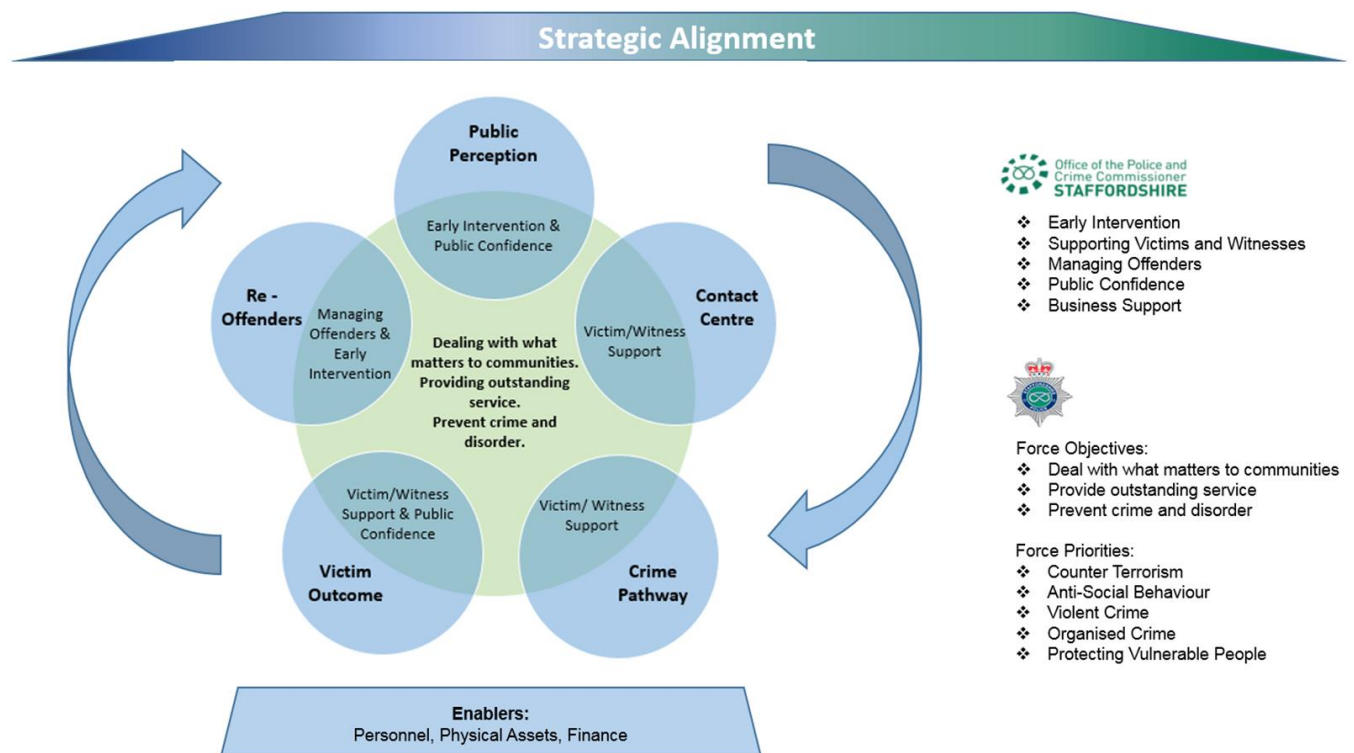 Strategic Alignment
Public
Perception
Early Intervention &
Public Confidence
Contact
Centre
Victim/Witness
Support
Crime
Pathway
Victim/ Witness
Support
Victim
Outcome
Victim/Witness
Support & Public
Confidence
Re -
Offenders
Managing
Offenders &
Early
Intervention
Dealing with what
matters to communities.
Providing outstanding
service.
Prevent crime and
disorder.
Enablers:
Personnel, Physical Assets, Finance
Office of the Police and
Crime Commissioner
STAFFORDSHIRE
❖ Early Intervention
❖ Supporting Victims and Witnesses
❖ Managing Offenders
❖ Public Confidence
❖ Business Support
Force Objectives:
❖ Deal with what matters to communities
❖ Provide outstanding service
❖ Prevent crime and disorder
Force Priorities:
❖ Counter Terrorism
❖ Anti-Social Behaviour
❖ Violent Crime
❖ Organised Crime
❖ Protecting Vulnerable People